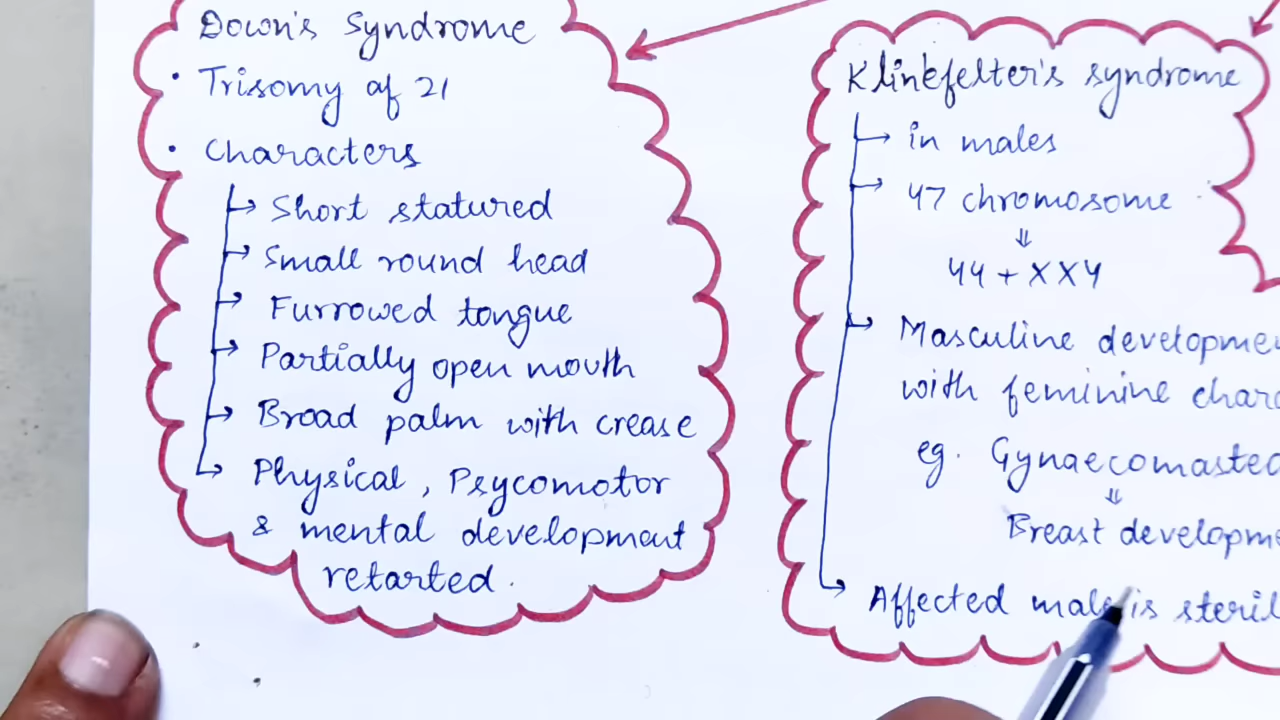 Down's Syndrome
• Trisomy of 21
• Characters
Short statured
Small round head
Furrowed tongue
Partially open mouth
Broad palm with crease
Physical, Psycomotor
& mental development
retarted.
Klinefelter's syndrome
in males
47 chromosome
⇓
44 + XXY
Masculine developme
with feminine chara
eg. Gynaecomasted
⇓
Breast developme
Affected male is steril